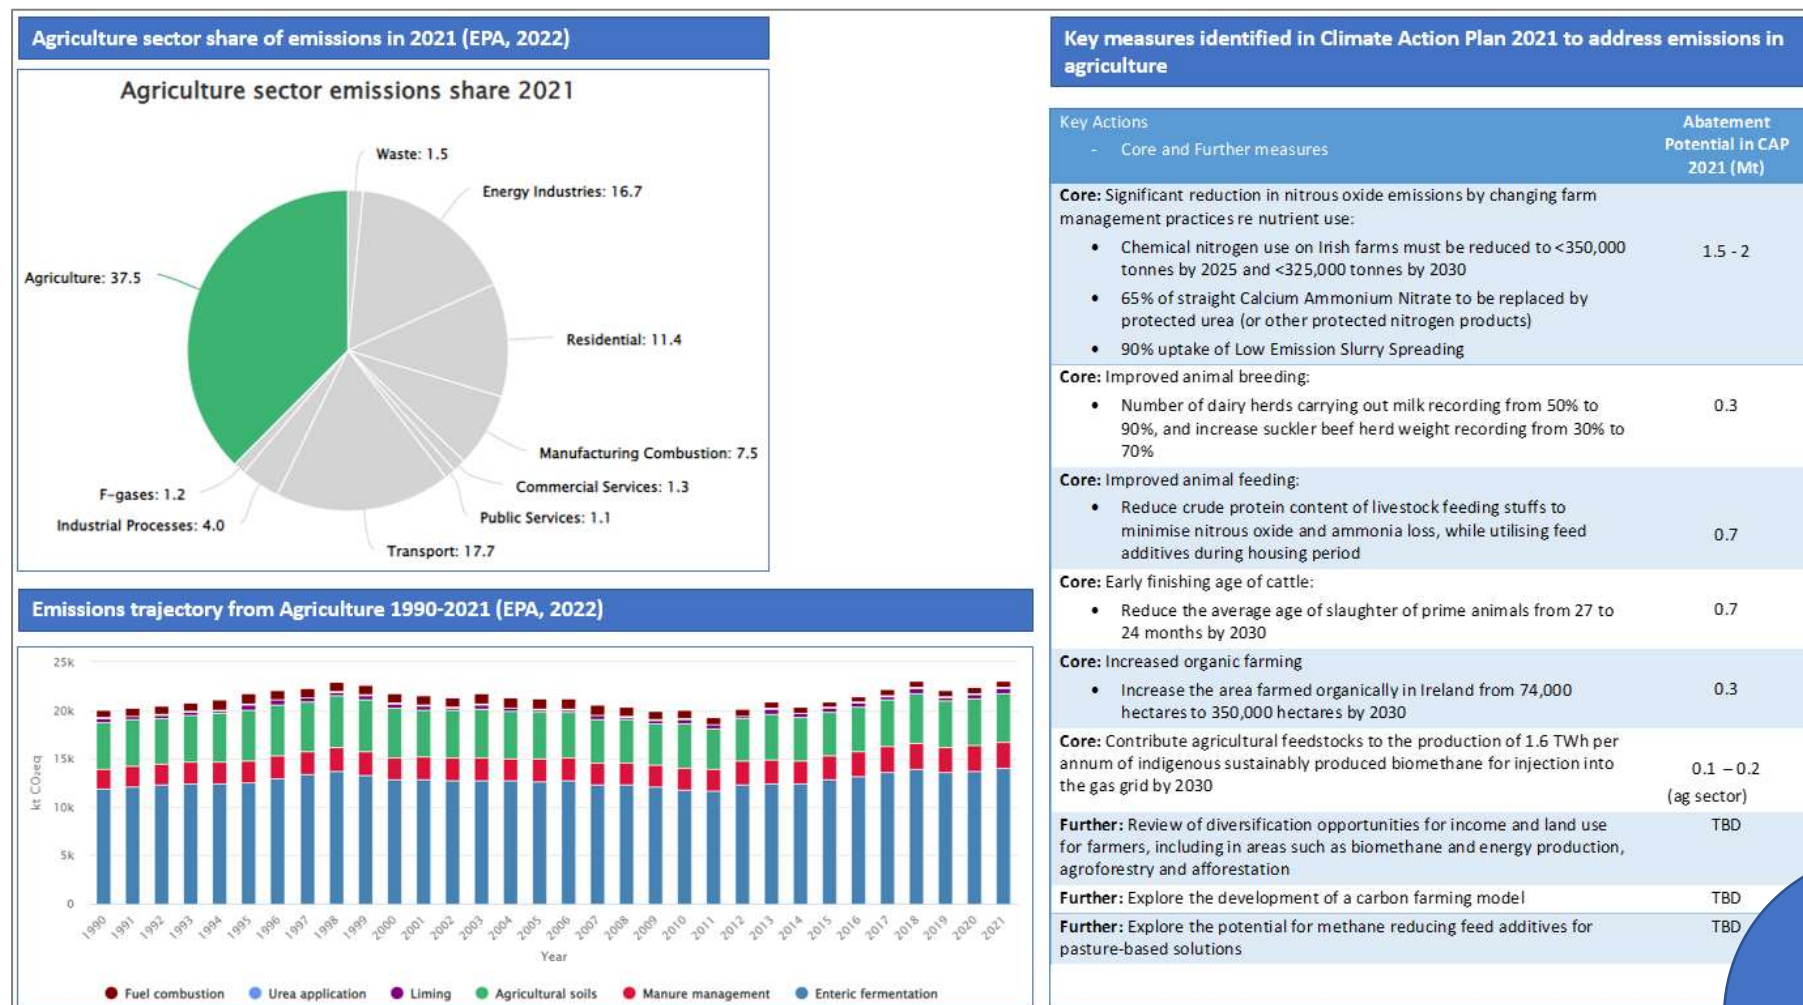 Agriculture sector share of emissions in 2021 (EPA, 2022)
Agriculture sector emissions share 2021
Waste: 1.5
Energy Industries: 16.7
Agriculture: 37.5
Residential: 11.4
Manufacturing Combustion: 7.5
Commercial Services: 1.3
F-gases: 1.2
Public Services: 1.1
Industrial Processes: 4.0
Transport: 17.7
Emissions trajectory from Agriculture 1990-2021 (EPA, 2022)
25k
20k
15k
10k
5k
0
kt CO₂eq
1990 1991 1992 1993 1994 1995 1996 1997 1998 1999 2000 2001 2002 2003 2004 2005 2006 2007 2008 2009 2010 2011 2012 2013 2014 2015 2016 2017 2018 2019 2020 2021
Year
Fuel combustion Urea application Liming Agricultural soils Manure management Enteric fermentation
Key measures identified in Climate Action Plan 2021 to address emissions in
agriculture
Key Actions
- Core and Further measures
Abatement
Potential in CAP
2021 (Mt)
Core: Significant reduction in nitrous oxide emissions by changing farm
management practices re nutrient use:
• Chemical nitrogen use on Irish farms must be reduced to <350,000
tonnes by 2025 and <325,000 tonnes by 2030
1.5 - 2
• 65% of straight Calcium Ammonium Nitrate to be replaced by
protected urea (or other protected nitrogen products)
• 90% uptake of Low Emission Slurry Spreading
Core: Improved animal breeding:
• Number of dairy herds carrying out milk recording from 50% to
90%, and increase suckler beef herd weight recording from 30% to
70%
0.3
Core: Improved animal feeding:
• Reduce crude protein content of livestock feeding stuffs to
minimise nitrous oxide and ammonia loss, while utilising feed
additives during housing period
0.7
Core: Early finishing age of cattle:
• Reduce the average age of slaughter of prime animals from 27 to
24 months by 2030
0.7
Core: Increased organic farming
• Increase the area farmed organically in Ireland from 74,000
hectares to 350,000 hectares by 2030
0.3
Core: Contribute agricultural feedstocks to the production of 1.6 TWh per
annum of indigenous sustainably produced biomethane for injection into
the gas grid by 2030
0.1 – 0.2
(ag sector)
Further: Review of diversification opportunities for income and land use
for farmers, including in areas such as biomethane and energy production,
agroforestry and afforestation
TBD
Further: Explore the development of a carbon farming model
TBD
Further: Explore the potential for methane reducing feed additives for
pasture-based solutions
TBD